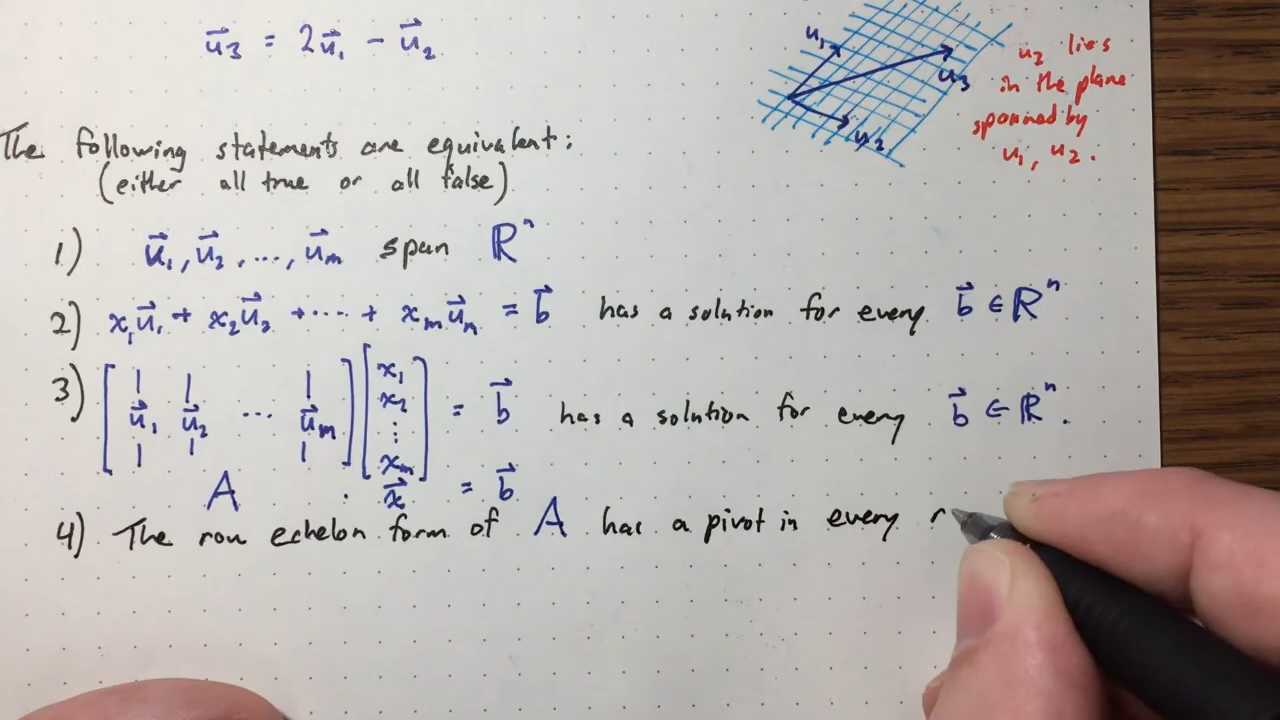 u⃗3 = 2u⃗1 - u⃗2
u1
u3
u2
u3 lies
in the plane
spanned by
u1, u2.
The following statements are equivalent:
(either all true or all false)
1) u⃗1, u⃗2, ..., u⃗m span ℝⁿ
2) x1u⃗1 + x2u⃗2 + ... + xmu⃗m = b⃗ has a solution for every b⃗ ∈ ℝⁿ
3) [u⃗1 u⃗2 ... u⃗m] [x1 x2 ⋮ xm] = b⃗ has a solution for every b⃗ ∈ ℝⁿ.
A · x⃗ = b⃗
4) The row echelon form of A has a pivot in every r